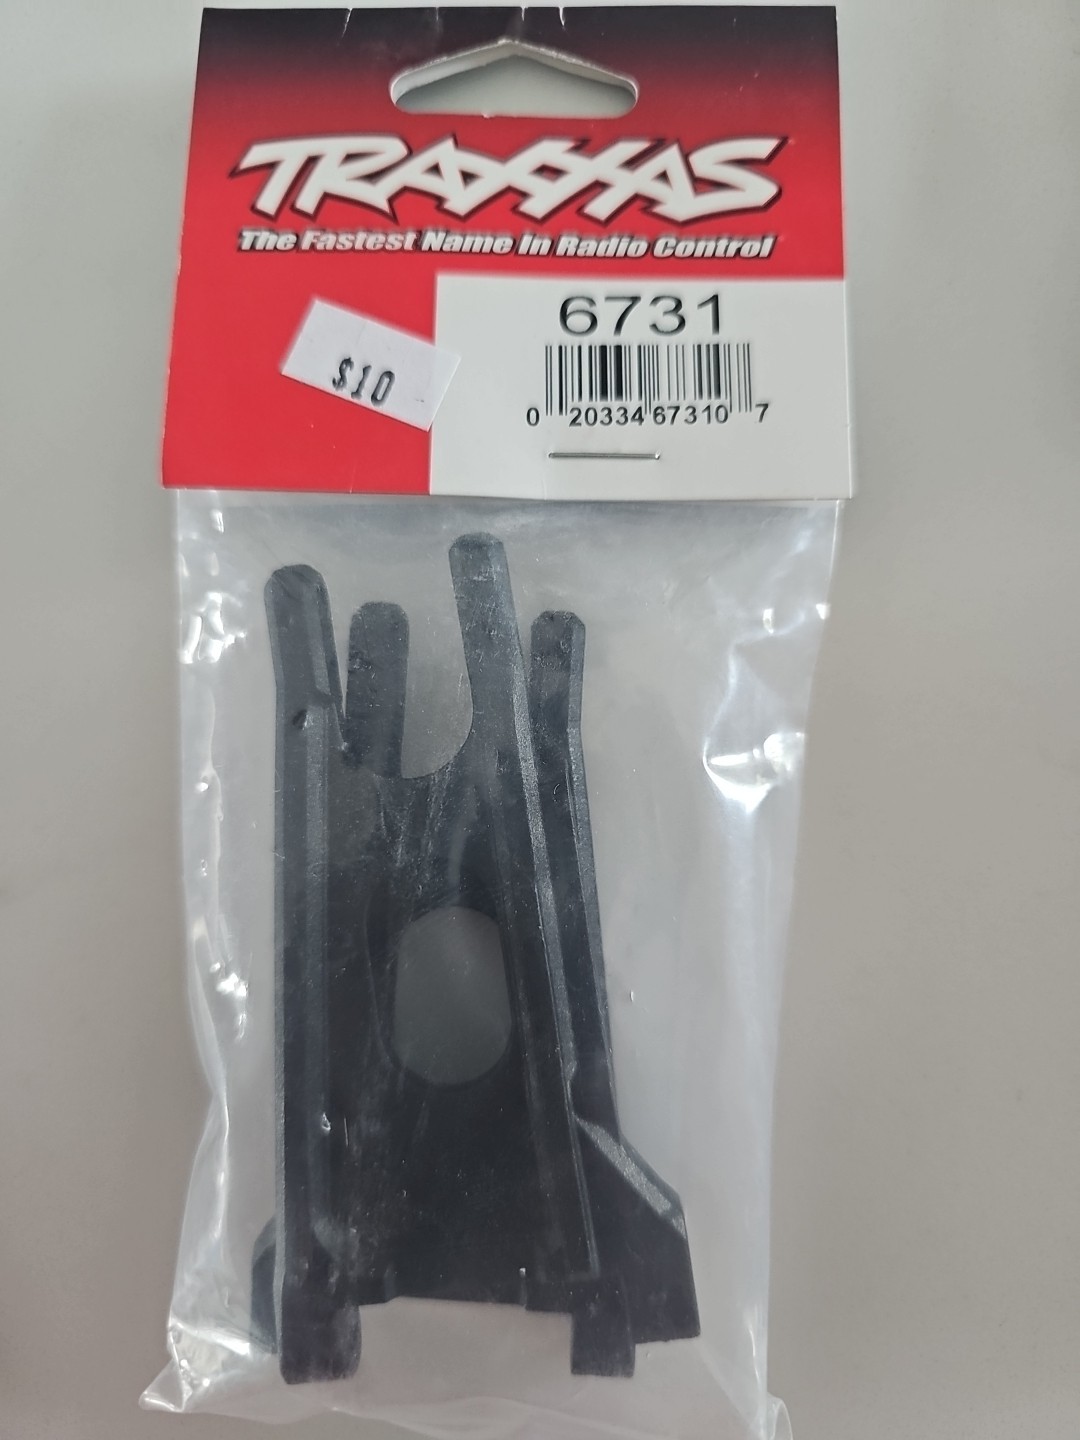 TRAXXAS
The Fastest Name In Radio Control
6731
$10
0 20334 67310 7